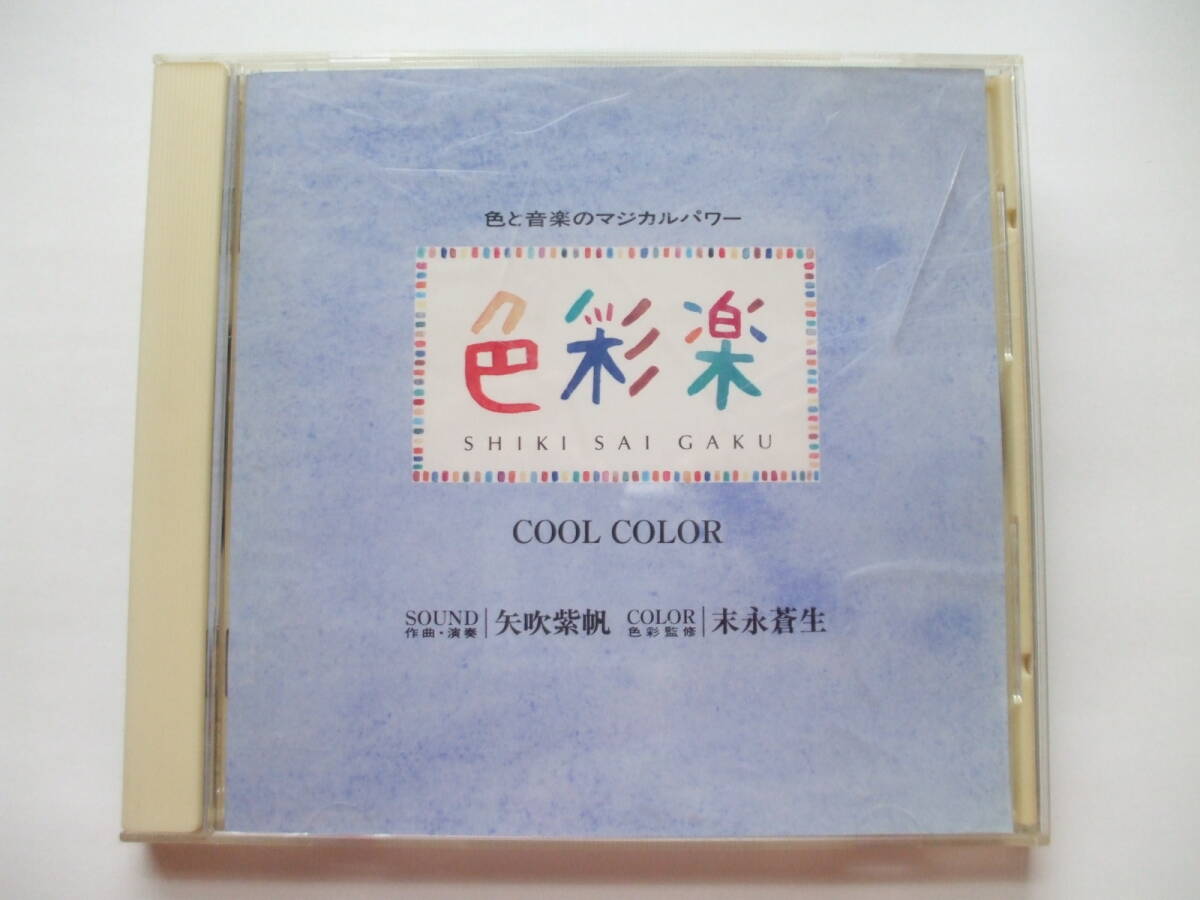 色と音楽のマジカルパワー
色彩楽
SHIKI SAI GAKU
COOL COLOR
SOUND 作曲・演奏 矢吹紫帆 COLOR 色彩監修 末永蒼生